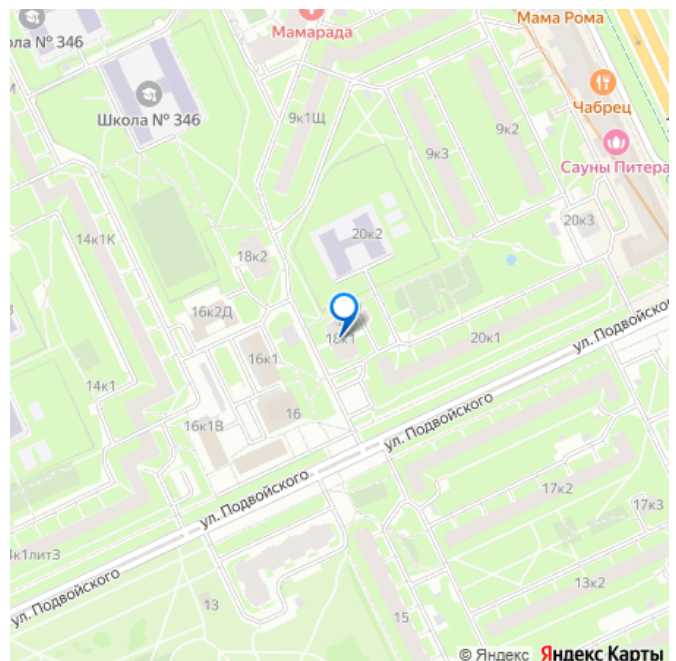 Мама Рома
Мамарада
ола № 346
Чабрец
9к1Щ
Школа № 346
9к2
9к3
Сауны Питера
20к3
20к2
14к1К
18к2
16к2Д
18к1
20к1
ул. Подвойского
16к1
14к1
16
16к1В
ул. Подвойского
17к2
17к3
ул. Подвойского
4к1лит3
13к2
ул. Подвойского
13
15
© Яндекс Яндекс Карты